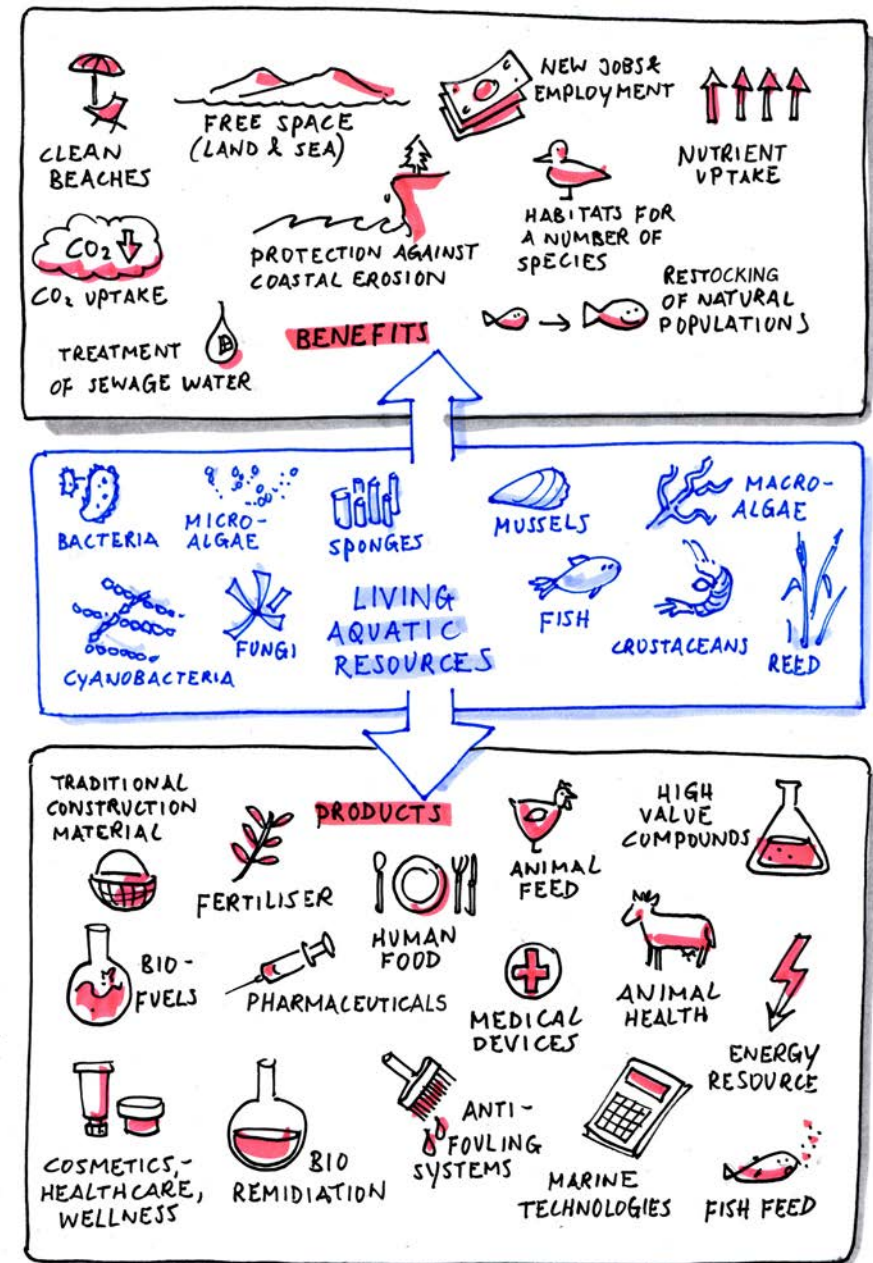 CLEAN
BEACHES
FREE SPACE
(LAND & SEA)
NEW JOBS &
EMPLOYMENT
NUTRIENT
UPTAKE
CO2
CO2 UPTAKE
PROTECTION AGAINST
COASTAL EROSION
HABITATS FOR
A NUMBER OF
SPECIES
RESTOCKING
OF NATURAL
POPULATIONS
TREATMENT
OF SEWAGE WATER
BENEFITS
BACTERIA
MICRO-
ALGAE
SPONGES
MUSSELS
MACRO-
ALGAE
CYANOBACTERIA
FUNGI
LIVING
AQUATIC
RESOURCES
FISH
CRUSTACEANS
REED
TRADITIONAL
CONSTRUCTION
MATERIAL
FERTILISER
PRODUCTS
HUMAN
FOOD
ANIMAL
FEED
HIGH
VALUE
COMPOUNDS
BIO-
FUELS
PHARMACEUTICALS
MEDICAL
DEVICES
ANIMAL
HEALTH
ENERGY
RESOURCE
COSMETICS,-
HEALTHCARE,
WELLNESS
BIO
REMIDIATION
ANTI-
FOULING
SYSTEMS
MARINE
TECHNOLOGIES
FISH FEED